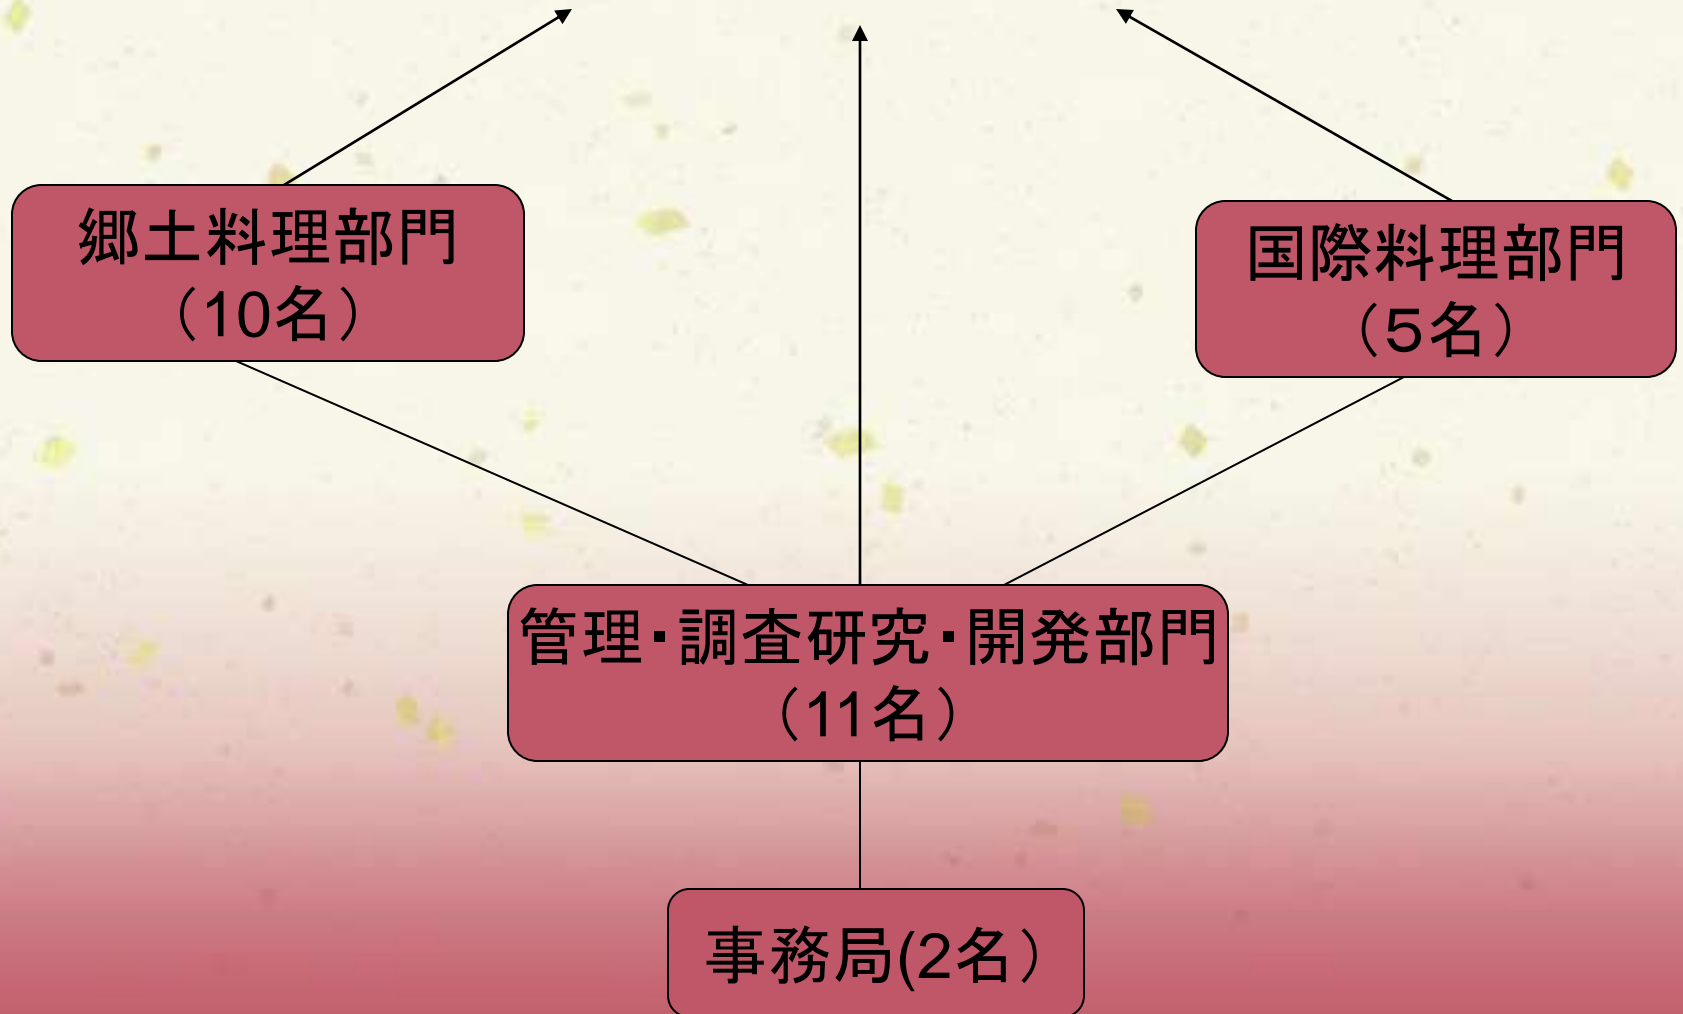 郷土料理部門
（10名）
国際料理部門
（５名）
管理・調査研究・開発部門
（11名）
事務局(2名）